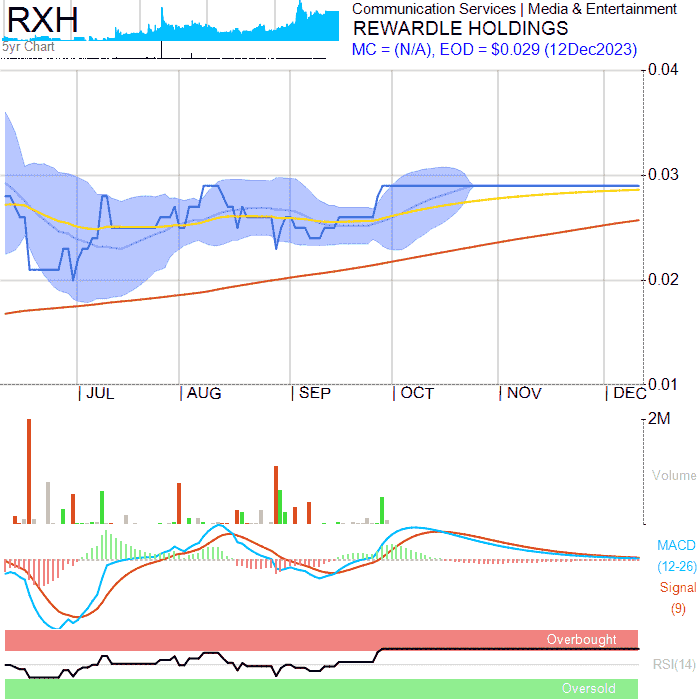 RXH
5yr Chart
Communication Services | Media & Entertainment
REWARDLE HOLDINGS
MC = (N/A), EOD = $0.029 (12Dec2023)
0.04
0.03
0.02
0.01
| JUL | AUG | SEP | OCT | NOV | DEC
2M
Volume
MACD
(12-26)
Signal
(9)
Overbought
RSI(14)
Oversold